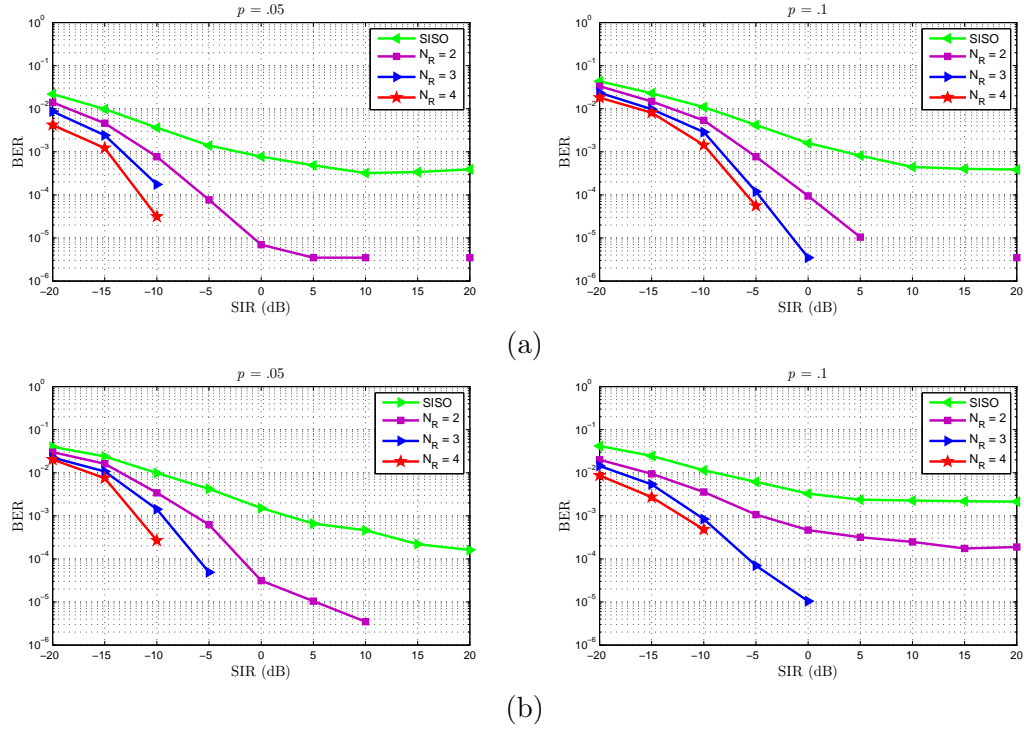 p = .05
10^0
10^-1
10^-2
10^-3
10^-4
10^-5
10^-6
BER
SISO
N_R = 2
N_R = 3
N_R = 4
−20 −15 −10 −5 0 5 10 15 20
SIR (dB)
p = .1
10^0
10^-1
10^-2
10^-3
10^-4
10^-5
10^-6
BER
SISO
N_R = 2
N_R = 3
N_R = 4
−20 −15 −10 −5 0 5 10 15 20
SIR (dB)
(a)
p = .05
10^0
10^-1
10^-2
10^-3
10^-4
10^-5
10^-6
BER
SISO
N_R = 2
N_R = 3
N_R = 4
−20 −15 −10 −5 0 5 10 15 20
SIR (dB)
p = .1
10^0
10^-1
10^-2
10^-3
10^-4
10^-5
10^-6
BER
SISO
N_R = 2
N_R = 3
N_R = 4
−20 −15 −10 −5 0 5 10 15 20
SIR (dB)
(b)